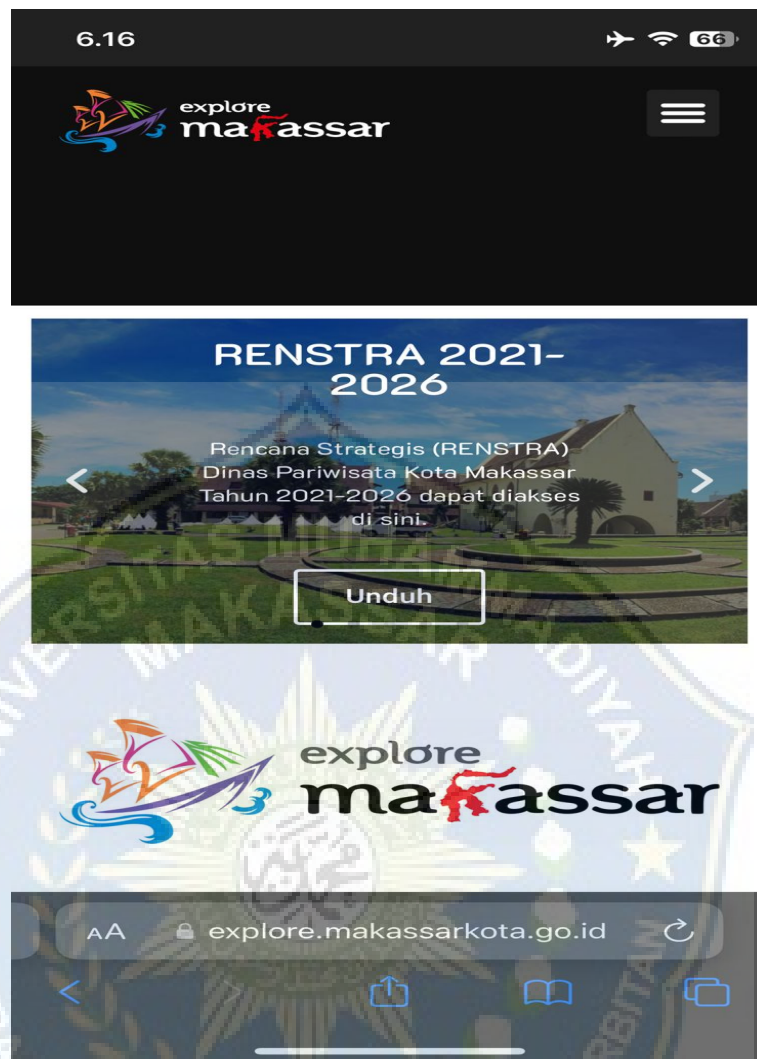 6.16
66
explore
makassar
RENSTRA 2021-
2026
Rencana Strategis (RENSTRA)
Dinas Pariwisata Kota Makassar
Tahun 2021-2026 dapat diakses
di sini.
Unduh
explore
makassar
AA
explore.makassarkota.go.id